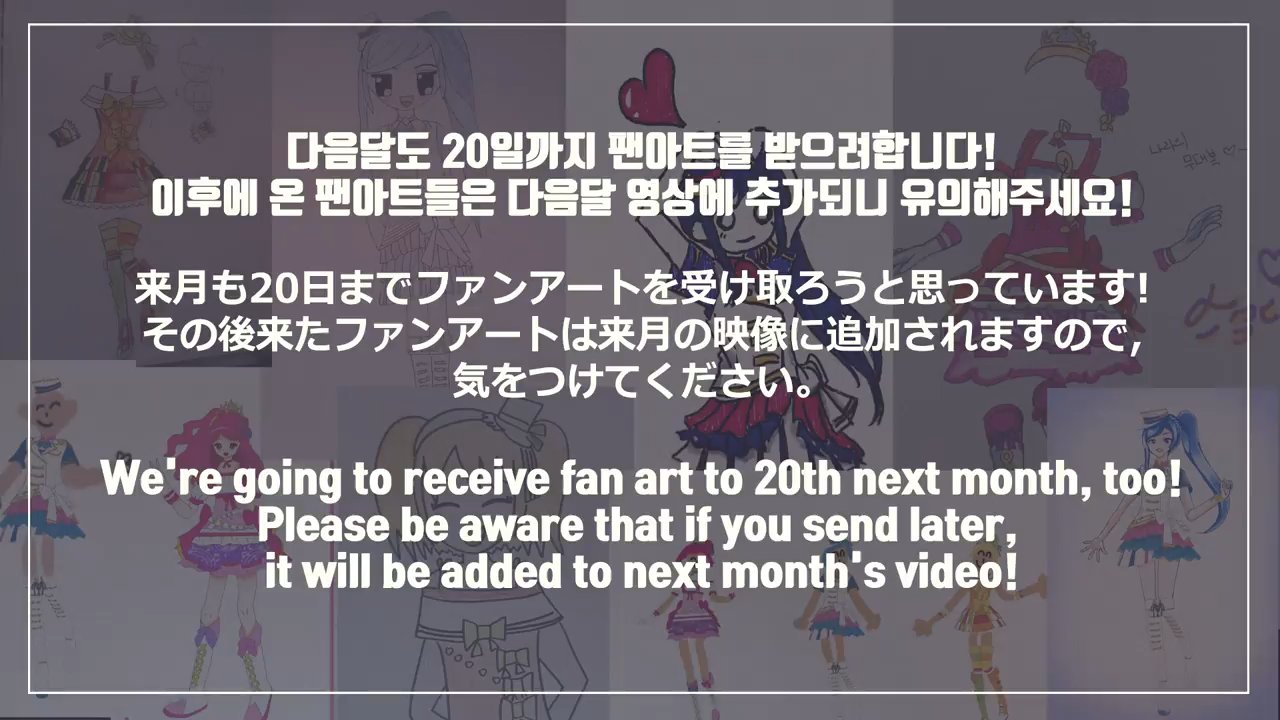 다음달도 20일까지 팬아트를 받으려합니다!
이후에 온 팬아트들은 다음달 영상에 추가되니 유의해주세요!
来月も20日までファンアートを受け取ろうと思っています!
その後来たファンアートは来月の映像に追加されますので,
気をつけてください。
We're going to receive fan art to 20th next month, too!
Please be aware that if you send later,
it will be added to next month's video!